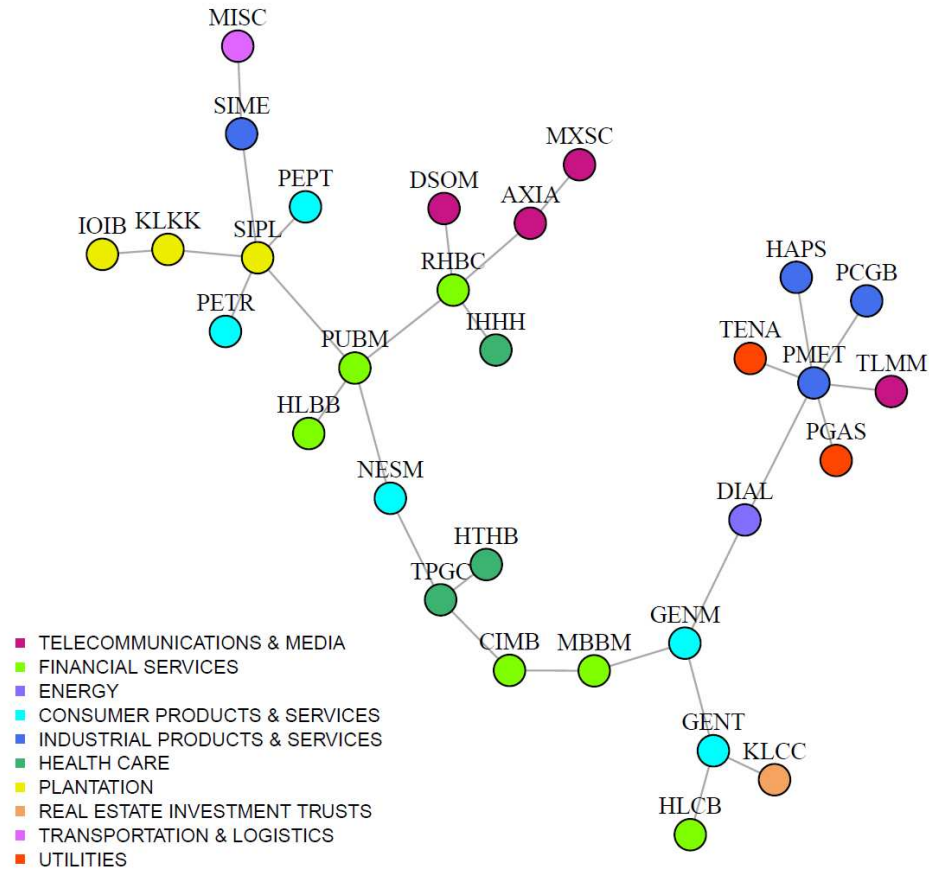 MISC
SIME
MXSC
PEPT
DSOM
AXIA
IOIB
KLKK
SIPL
RHBC
HAPS
PCGB
PETR
IHHH
TENA
PUBM
PMET
TLMM
HLBB
PGAS
NESM
DIAL
HTHB
TPGC
GENM
CIMB
MBBM
GENT
KLCC
HLCB
TELECOMMUNICATIONS & MEDIA
FINANCIAL SERVICES
ENERGY
CONSUMER PRODUCTS & SERVICES
INDUSTRIAL PRODUCTS & SERVICES
HEALTH CARE
PLANTATION
REAL ESTATE INVESTMENT TRUSTS
TRANSPORTATION & LOGISTICS
UTILITIES